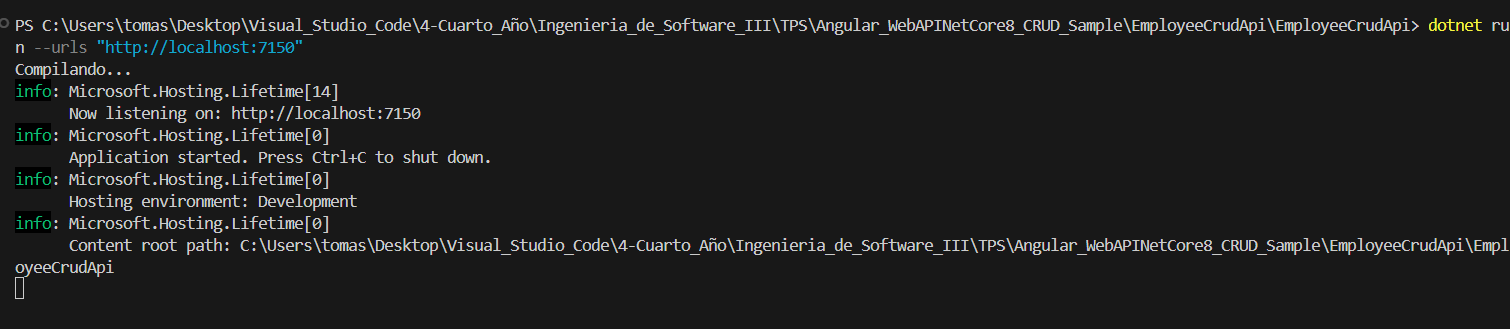 PS C:\Users\tomas\Desktop\Visual_Studio_Code\4-Cuarto_Año\Ingenieria_de_Software_III\TPS\Angular_WebAPINetCore8_CRUD_Sample\EmployeeCrudApi\EmployeeCrudApi> dotnet ru
n --urls "http://localhost:7150"
Compilando...
info: Microsoft.Hosting.Lifetime[14]
      Now listening on: http://localhost:7150
info: Microsoft.Hosting.Lifetime[0]
      Application started. Press Ctrl+C to shut down.
info: Microsoft.Hosting.Lifetime[0]
      Hosting environment: Development
info: Microsoft.Hosting.Lifetime[0]
      Content root path: C:\Users\tomas\Desktop\Visual_Studio_Code\4-Cuarto_Año\Ingenieria_de_Software_III\TPS\Angular_WebAPINetCore8_CRUD_Sample\EmployeeCrudApi\Empl
oyeeCrudApi